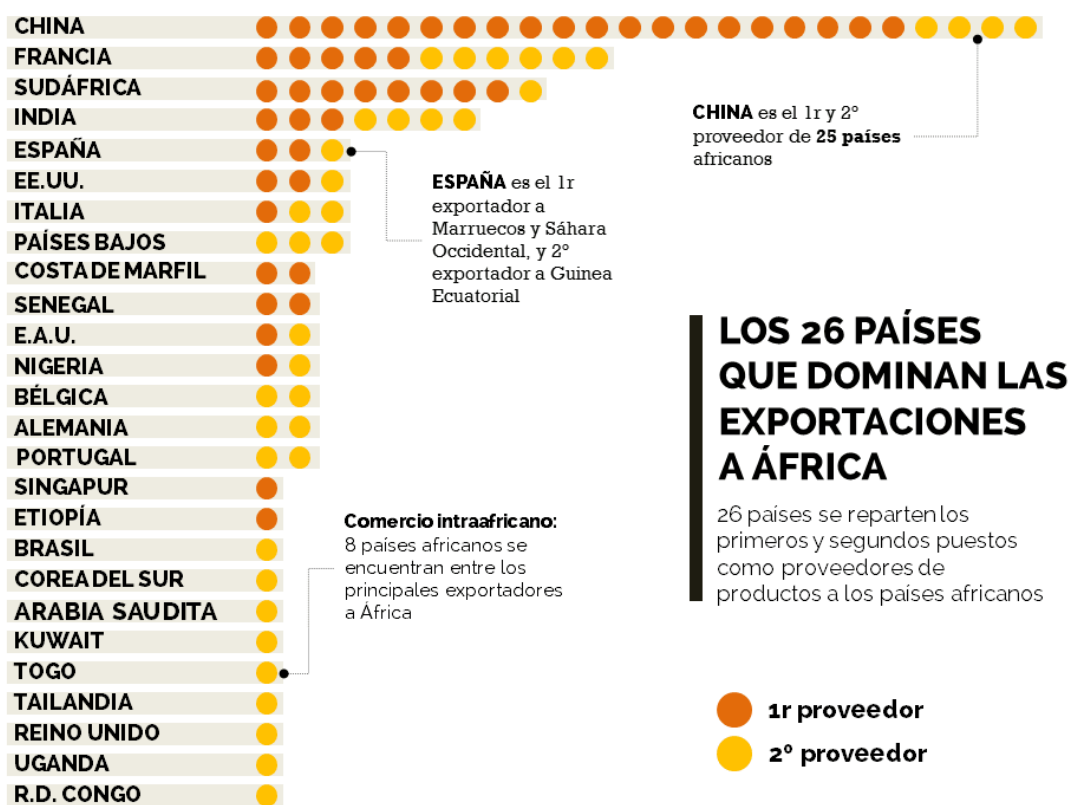 CHINA
FRANCIA
SUDÁFRICA
INDIA
ESPAÑA
EE.UU.
ITALIA
PAÍSES BAJOS
COSTA DE MARFIL
SENEGAL
E.A.U.
NIGERIA
BÉLGICA
ALEMANIA
PORTUGAL
SINGAPUR
ETIOPÍA
BRASIL
COREA DEL SUR
ARABIA SAUDITA
KUWAIT
TOGO
TAILANDIA
REINO UNIDO
UGANDA
R.D. CONGO
CHINA es el 1r y 2º
proveedor de 25 países
africanos
ESPAÑA es el 1r
exportador a
Marruecos y Sáhara
Occidental, y 2º
exportador a Guinea
Ecuatorial
LOS 26 PAÍSES
QUE DOMINAN LAS
EXPORTACIONES
A ÁFRICA
26 países se reparten los
primeros y segundos puestos
como proveedores de
productos a los países africanos
Comercio intraafricano:
8 países africanos se
encuentran entre los
principales exportadores
a África
1r proveedor
2º proveedor